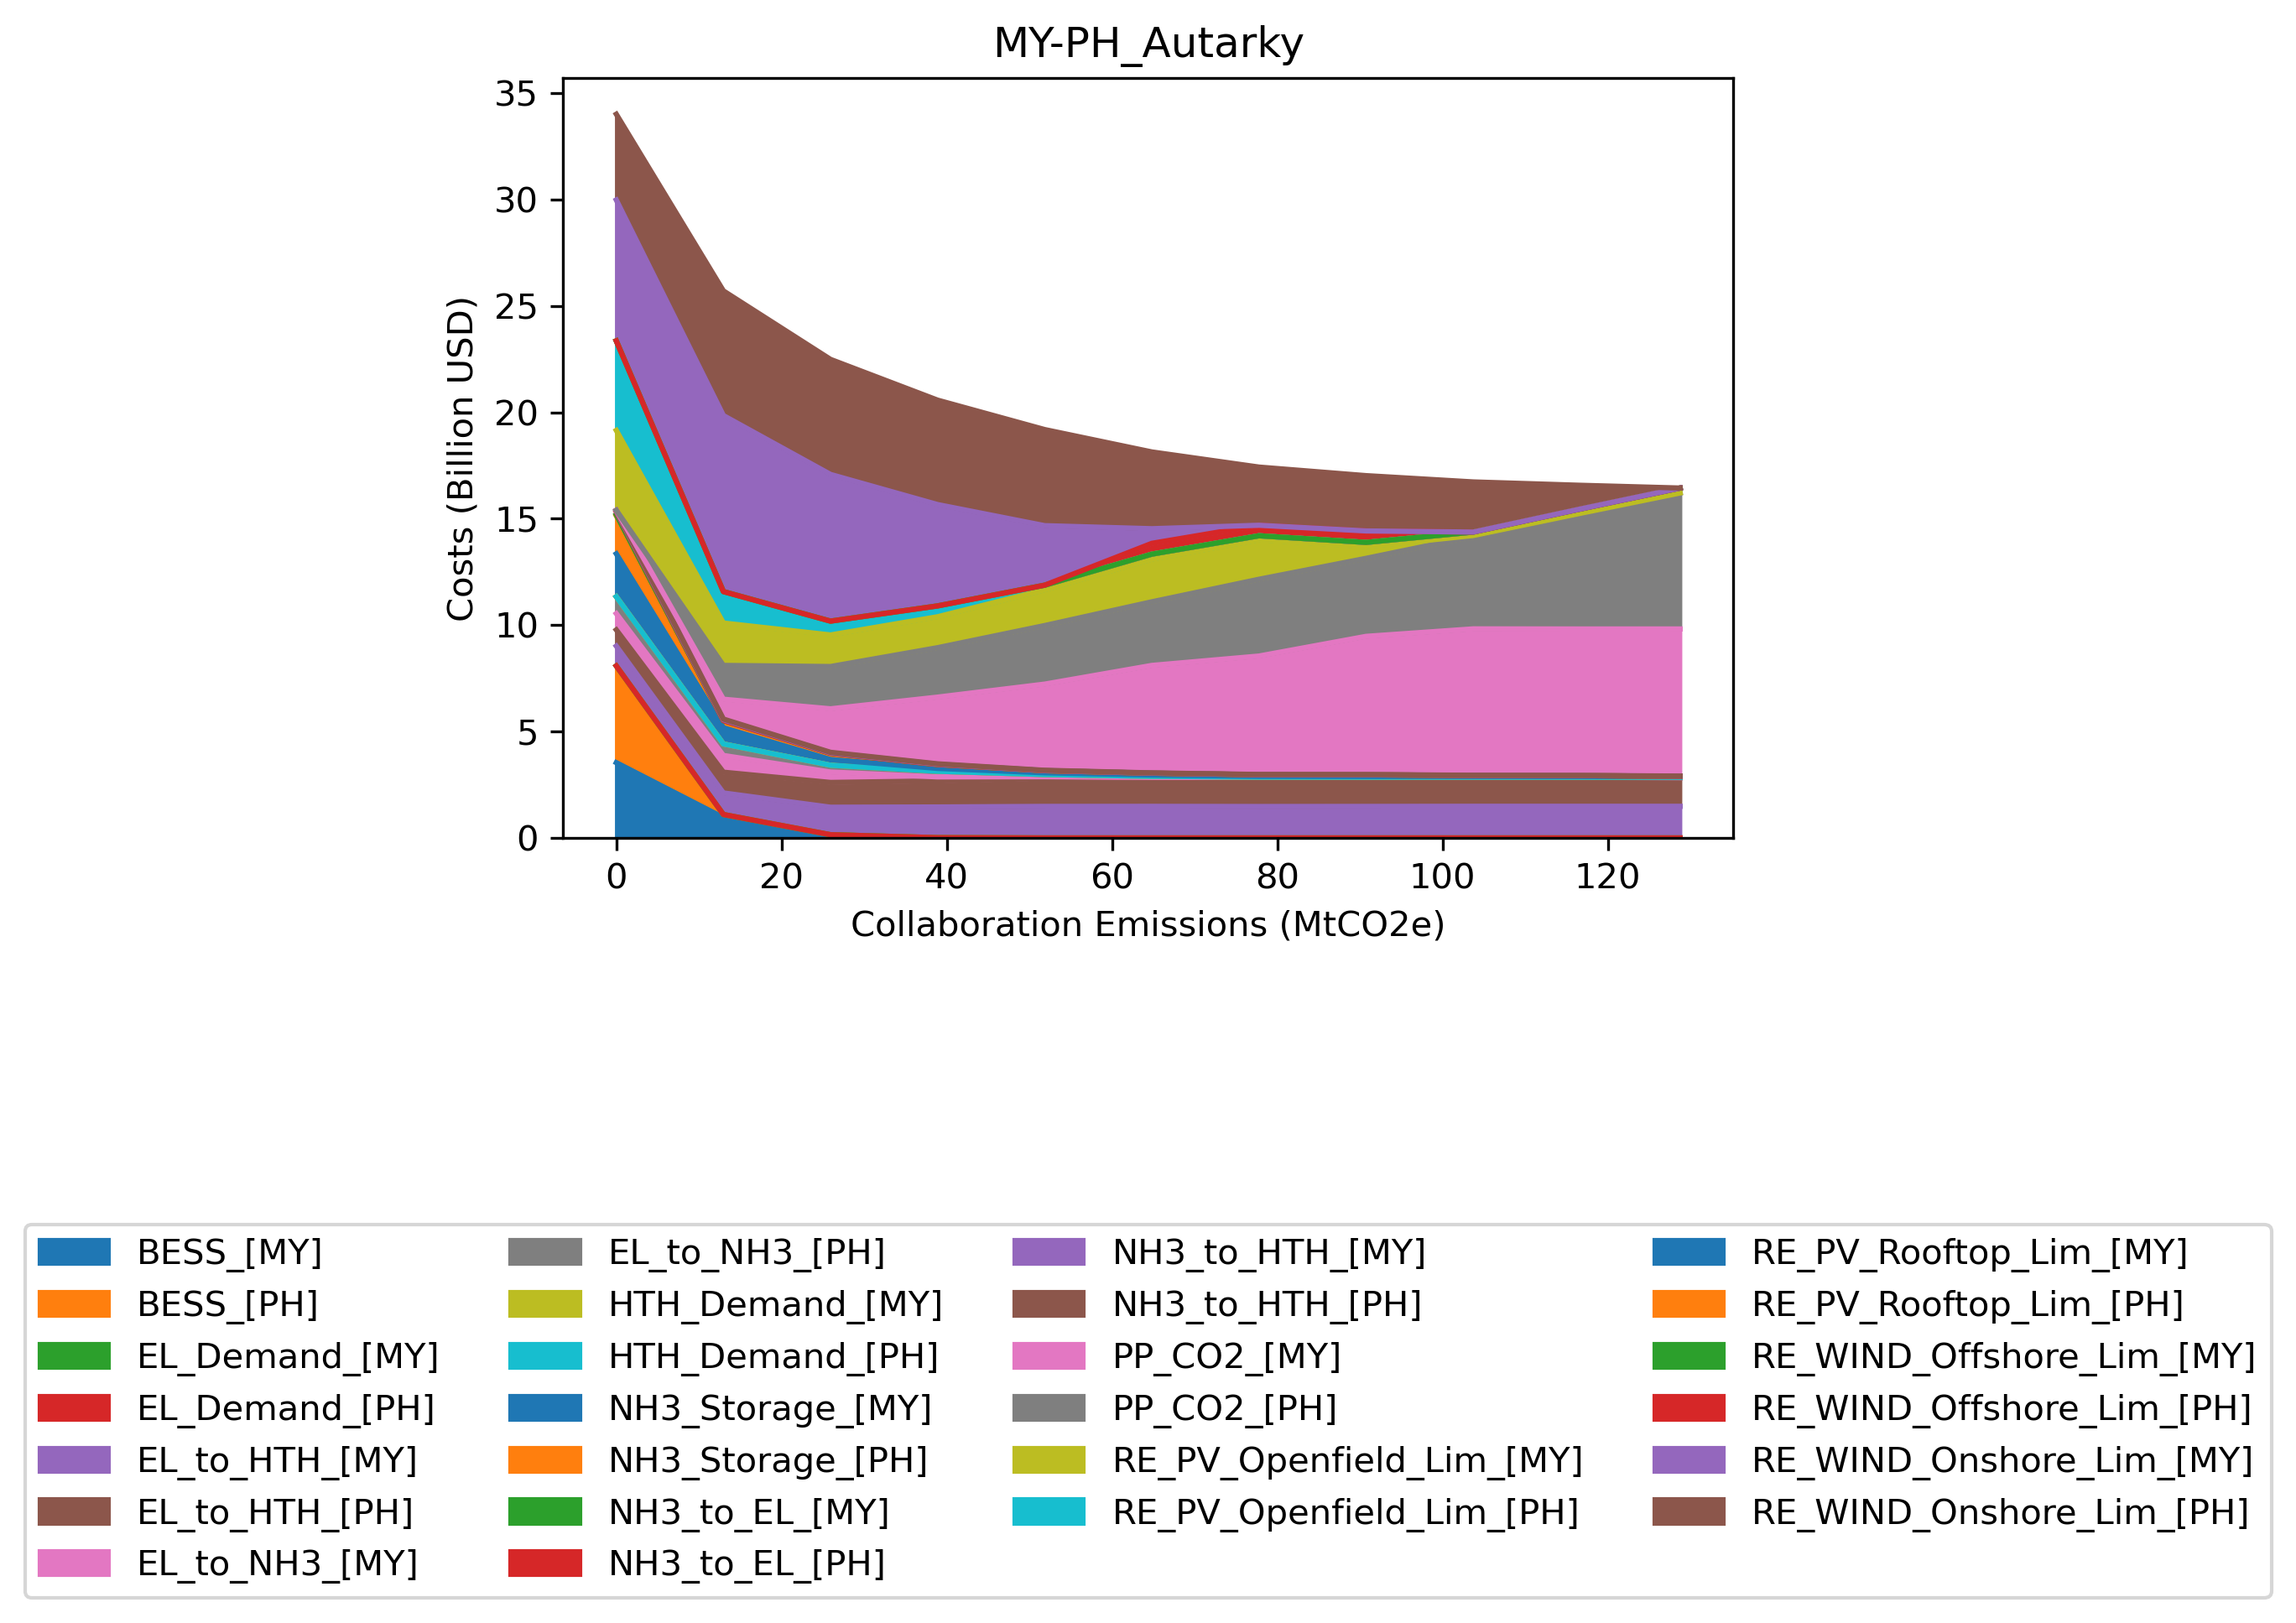 MY-PH_Autarky
Costs (Billion USD)
35
30
25
20
15
10
5
0
0 20 40 60 80 100 120
Collaboration Emissions (MtCO2e)
BESS_[MY]
BESS_[PH]
EL_Demand_[MY]
EL_Demand_[PH]
EL_to_HTH_[MY]
EL_to_HTH_[PH]
EL_to_NH3_[MY]
EL_to_NH3_[PH]
HTH_Demand_[MY]
HTH_Demand_[PH]
NH3_Storage_[MY]
NH3_Storage_[PH]
NH3_to_EL_[MY]
NH3_to_EL_[PH]
NH3_to_HTH_[MY]
NH3_to_HTH_[PH]
PP_CO2_[MY]
PP_CO2_[PH]
RE_PV_Openfield_Lim_[MY]
RE_PV_Openfield_Lim_[PH]
RE_PV_Rooftop_Lim_[MY]
RE_PV_Rooftop_Lim_[PH]
RE_WIND_Offshore_Lim_[MY]
RE_WIND_Offshore_Lim_[PH]
RE_WIND_Onshore_Lim_[MY]
RE_WIND_Onshore_Lim_[PH]